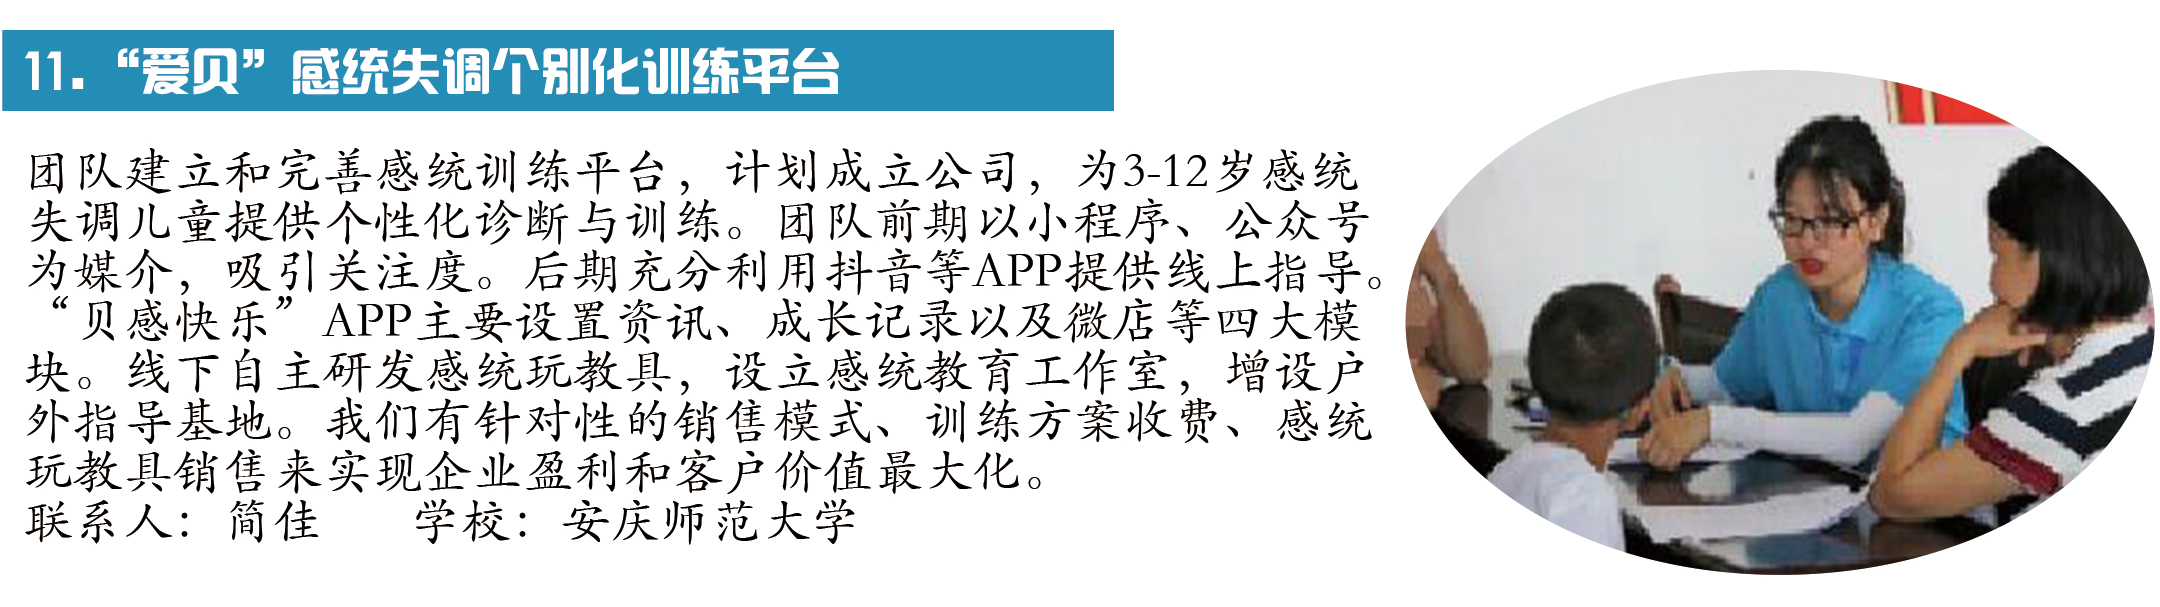 11.“爱贝”感统失调个别化训练平台
团队建立和完善感统训练平台，计划成立公司，为3-12岁感统
失调儿童提供个性化诊断与训练。团队前期以小程序、公众号
为媒介，吸引关注度。后期充分利用抖音等APP提供线上指导。
“贝感快乐”APP主要设置资讯、成长记录以及微店等四大模
块。线下自主研发感统玩教具，设立感统教育工作室，增设户
外指导基地。我们有针对性的销售模式、训练方案收费、感统
玩教具销售来实现企业盈利和客户价值最大化。
联系人：简佳 学校：安庆师范大学